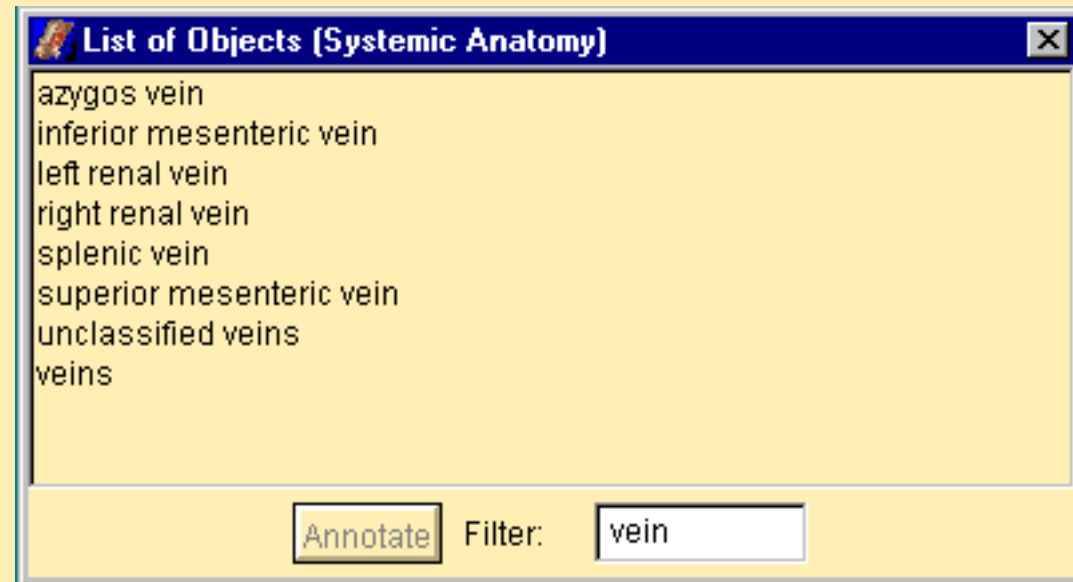 List of Objects (Systemic Anatomy)
azygos vein
inferior mesenteric vein
left renal vein
right renal vein
splenic vein
superior mesenteric vein
unclassified veins
veins
Annotate Filter: vein